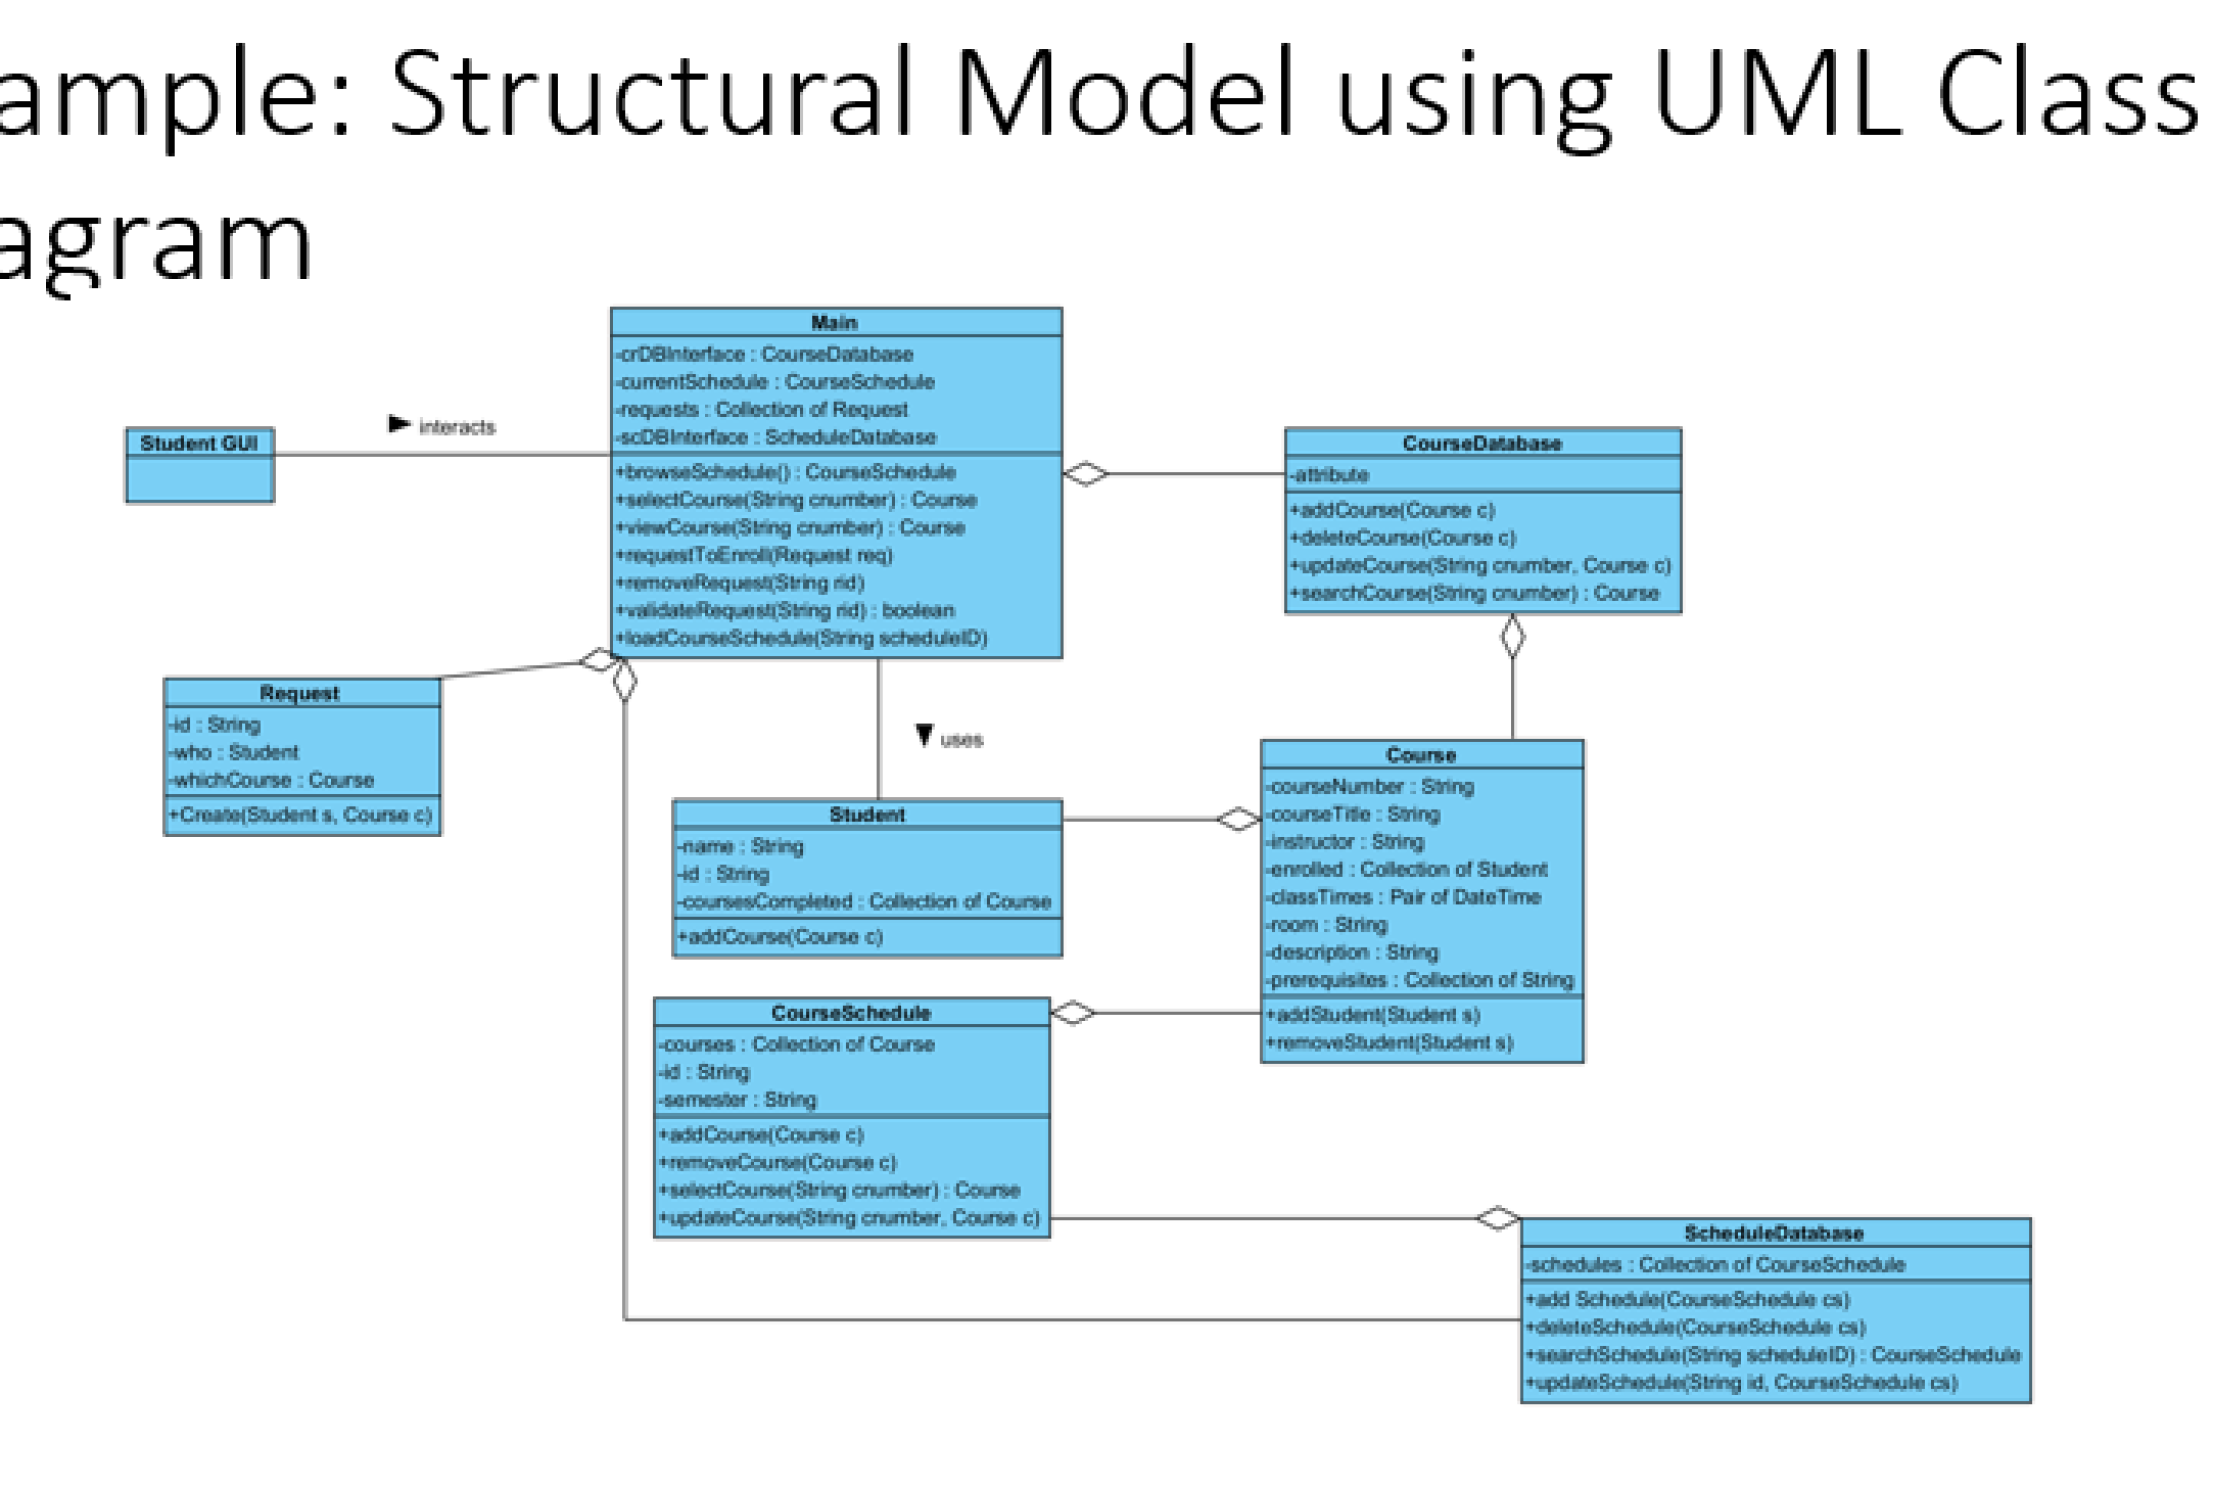 ample: Structural Model using UML Class
agram
Main
-crDBInterface : CourseDatabase
-currentSchedule : CourseSchedule
-requests : Collection of Request
-scDBInterface : ScheduleDatabase
+browseSchedule() : CourseSchedule
+selectCourse(String cnumber) : Course
+viewCourse(String cnumber) : Course
+requestToEnroll(Request req)
+removeRequest(String rid)
+validateRequest(String rid) : boolean
+loadCourseSchedule(String scheduleID)
interacts
Student GUI
CourseDatabase
-attribute
+addCourse(Course c)
+deleteCourse(Course c)
+updateCourse(String cnumber, Course c)
+searchCourse(String cnumber) : Course
Request
-id : String
-who : Student
-whichCourse : Course
+Create(Student s, Course c)
uses
Student
-name : String
-id : String
-coursesCompleted : Collection of Course
+addCourse(Course c)
Course
-courseNumber : String
-courseTitle : String
-instructor : String
-enrolled : Collection of Student
-classTimes : Pair of DateTime
-room : String
-description : String
-prerequisites : Collection of String
+addStudent(Student s)
+removeStudent(Student s)
CourseSchedule
-courses : Collection of Course
-id : String
-semester : String
+addCourse(Course c)
+removeCourse(Course c)
+selectCourse(String cnumber) : Course
+updateCourse(String cnumber, Course c)
ScheduleDatabase
-schedules : Collection of CourseSchedule
+add Schedule(CourseSchedule cs)
+deleteSchedule(CourseSchedule cs)
+searchSchedule(String scheduleID) : CourseSchedule
+updateSchedule(String id, CourseSchedule cs)